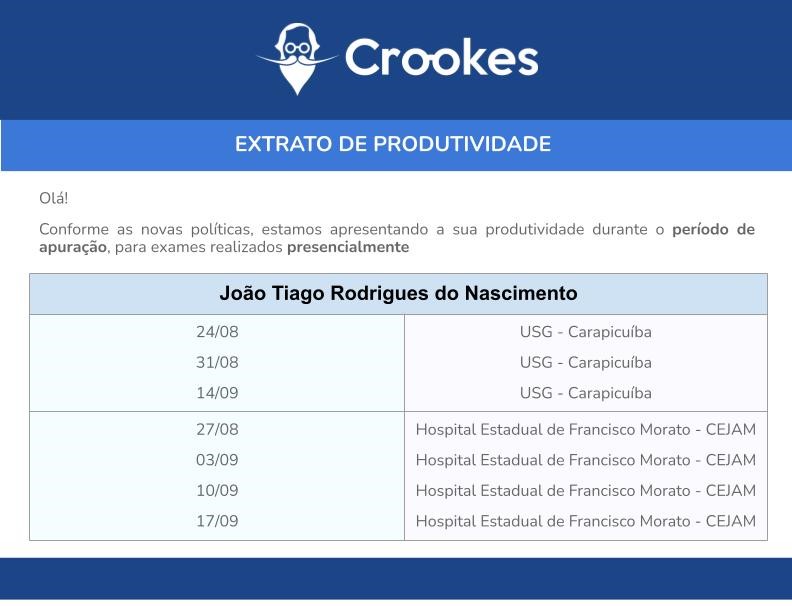 Crookes
EXTRATO DE PRODUTIVIDADE
Olá!
Conforme as novas políticas, estamos apresentando a sua produtividade durante o período de
apuração, para exames realizados presencialmente
João Tiago Rodrigues do Nascimento
24/08 USG - Carapicuíba
31/08 USG - Carapicuíba
14/09 USG - Carapicuíba
27/08 Hospital Estadual de Francisco Morato - CEJAM
03/09 Hospital Estadual de Francisco Morato - CEJAM
10/09 Hospital Estadual de Francisco Morato - CEJAM
17/09 Hospital Estadual de Francisco Morato - CEJAM